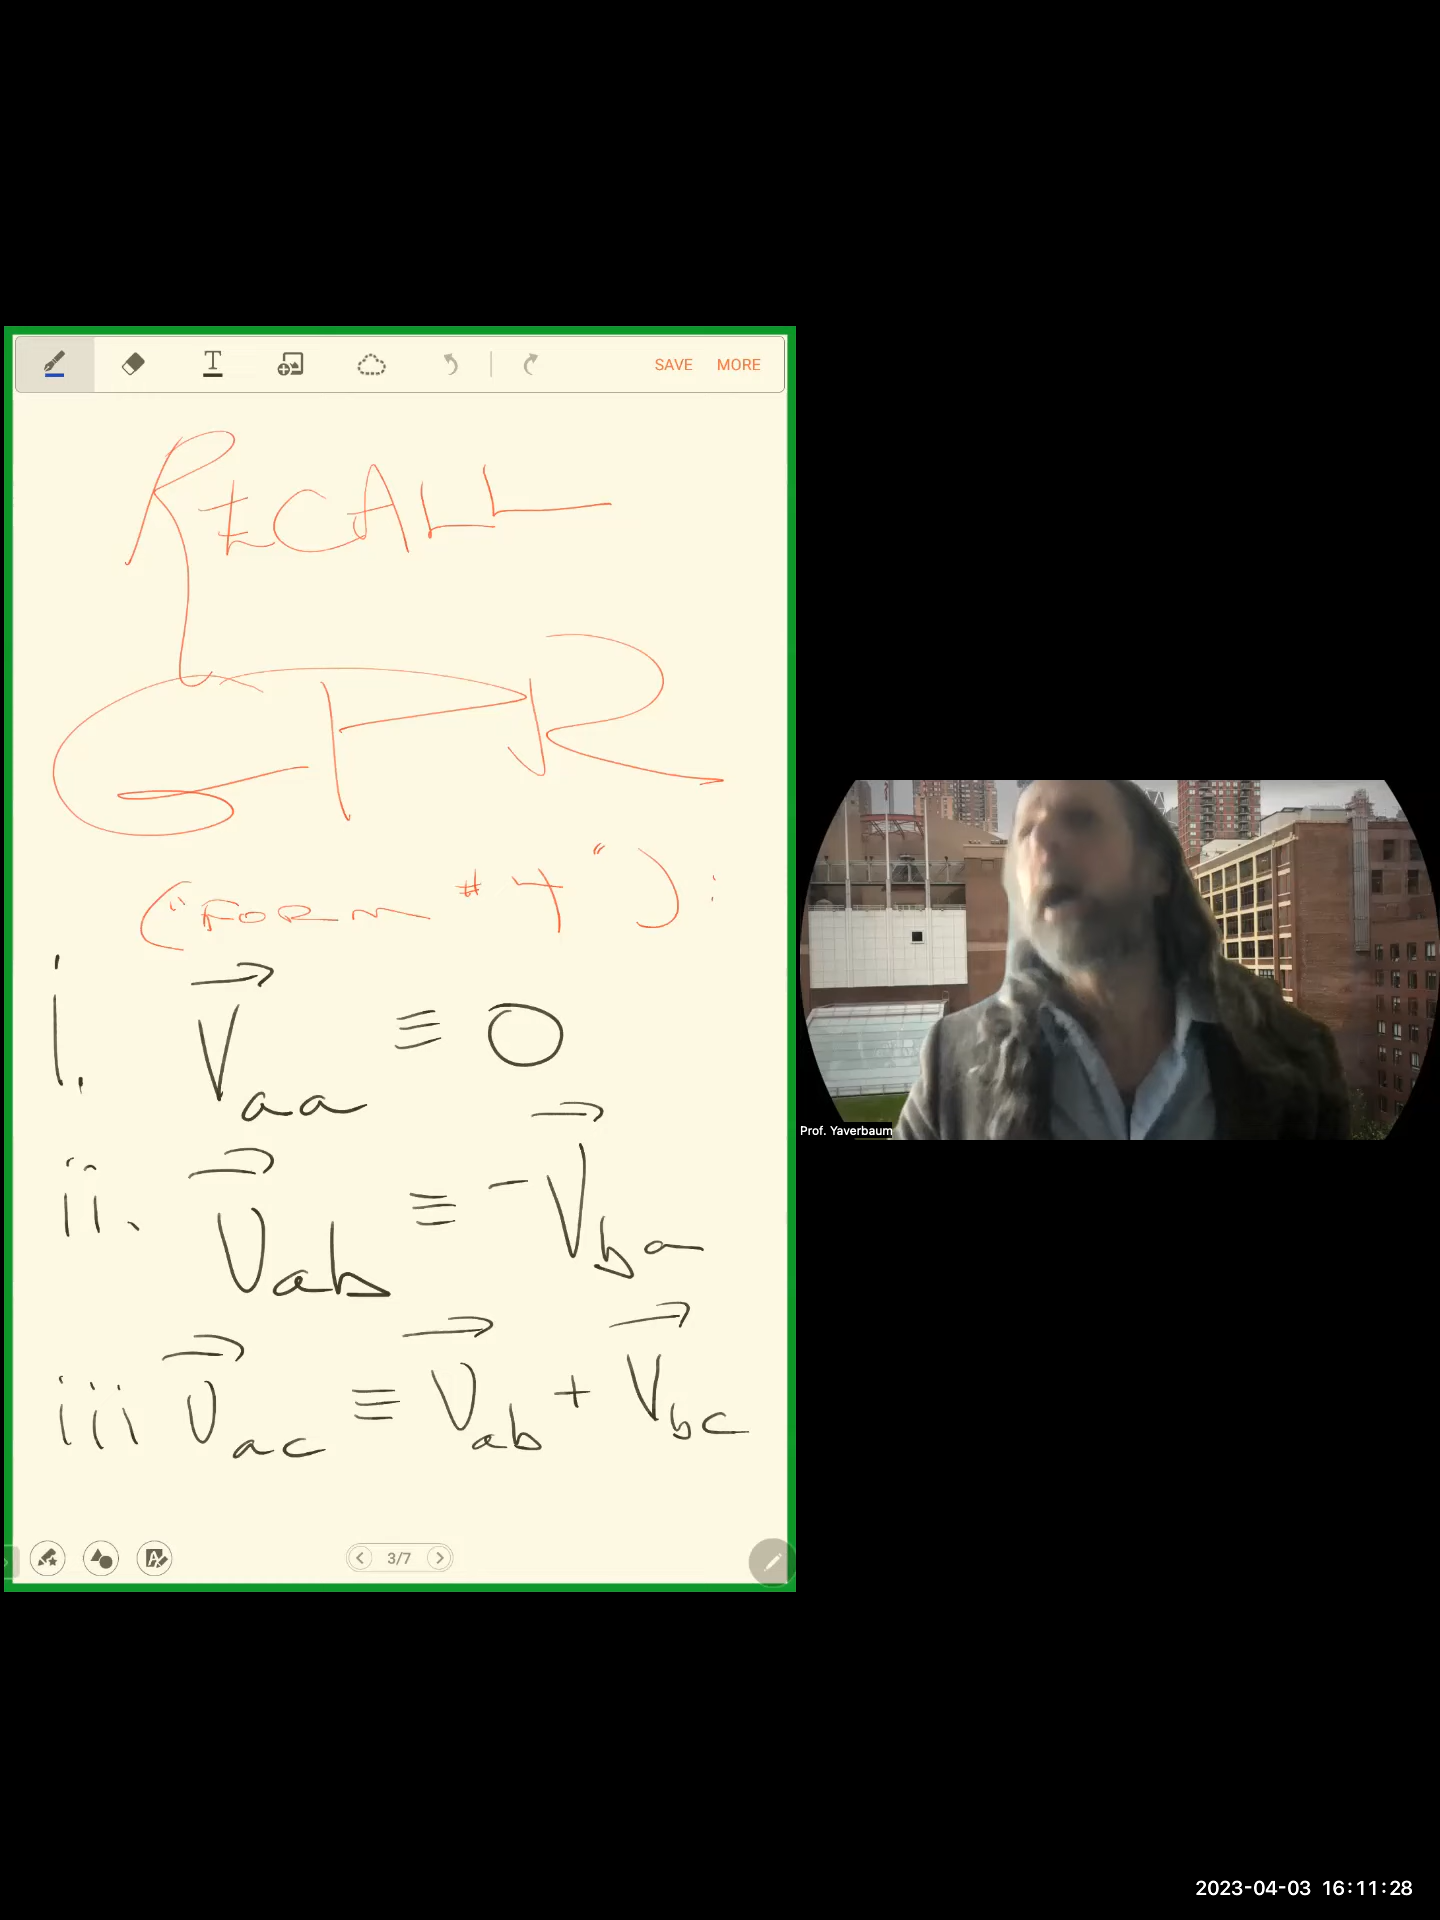 SAVE MORE
RECALL
GPR
("FORM #4"):
i. V⃗aa ≡ 0
ii. V⃗ab ≡ -V⃗ba
iii V⃗ac ≡ V⃗ab + V⃗bc
3/7
Prof. Yaverbaum
2023-04-03 16:11:28